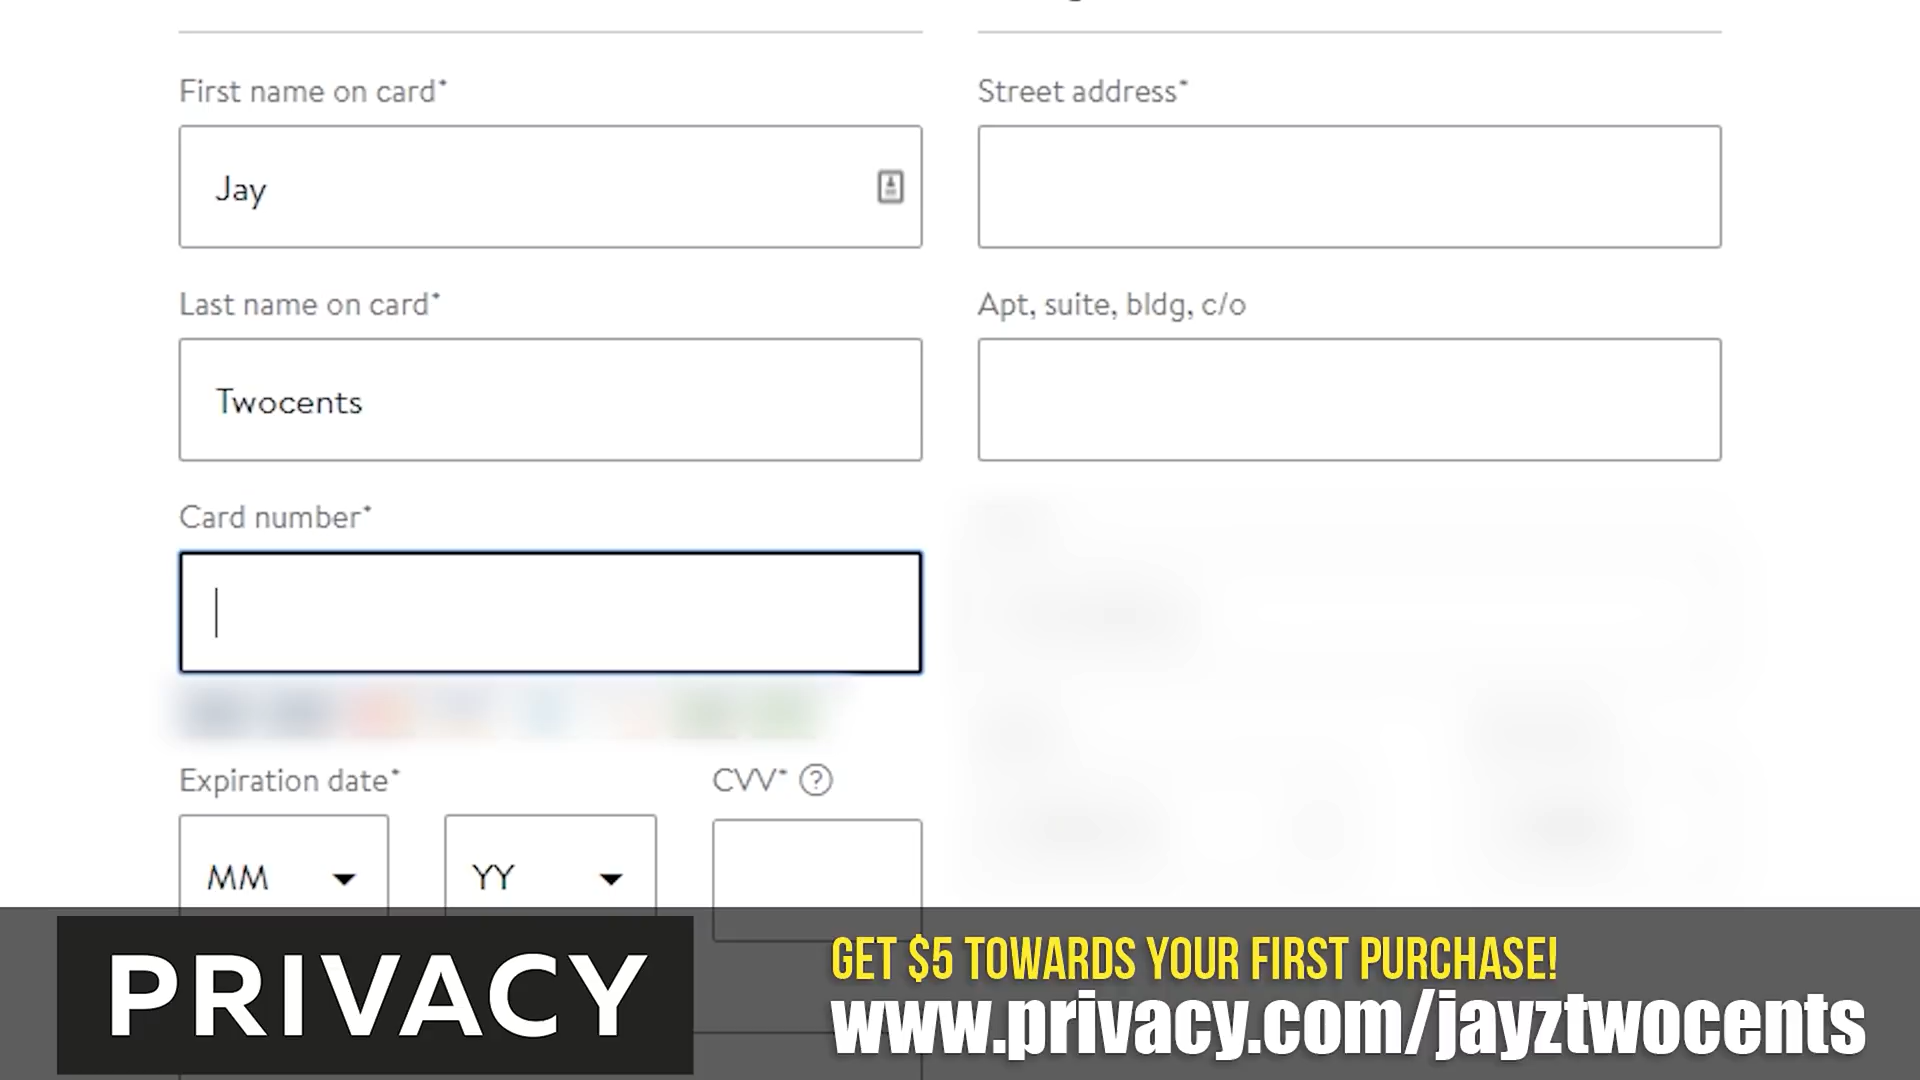 First name on card*
Jay
Last name on card*
Twocents
Card number*
Expiration date*
CVV* ?
MM
YY
Street address*
Apt, suite, bldg, c/o
PRIVACY
GET $5 TOWARDS YOUR FIRST PURCHASE!
www.privacy.com/jayztwocents